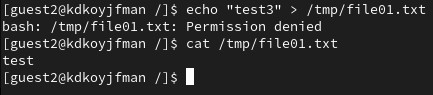 [guest2@kdkoyjfman /]$ echo "test3" > /tmp/file01.txt
bash: /tmp/file01.txt: Permission denied
[guest2@kdkoyjfman /]$ cat /tmp/file01.txt
test
[guest2@kdkoyjfman /]$